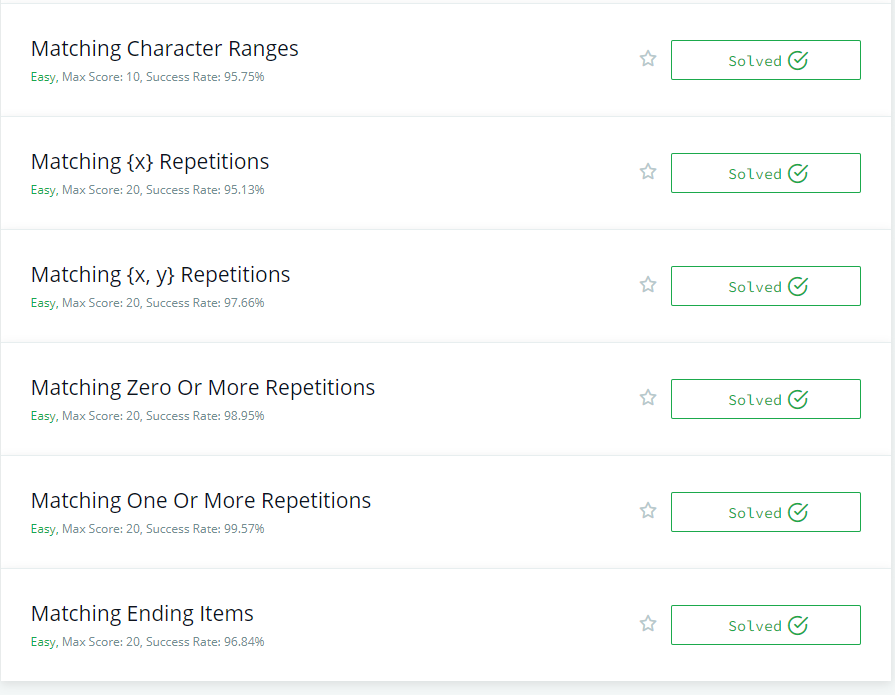 Matching Character Ranges
Easy, Max Score: 10, Success Rate: 95.75%
Solved
Matching {x} Repetitions
Easy, Max Score: 20, Success Rate: 95.13%
Solved
Matching {x, y} Repetitions
Easy, Max Score: 20, Success Rate: 97.66%
Solved
Matching Zero Or More Repetitions
Easy, Max Score: 20, Success Rate: 98.95%
Solved
Matching One Or More Repetitions
Easy, Max Score: 20, Success Rate: 99.57%
Solved
Matching Ending Items
Easy, Max Score: 20, Success Rate: 96.84%
Solved